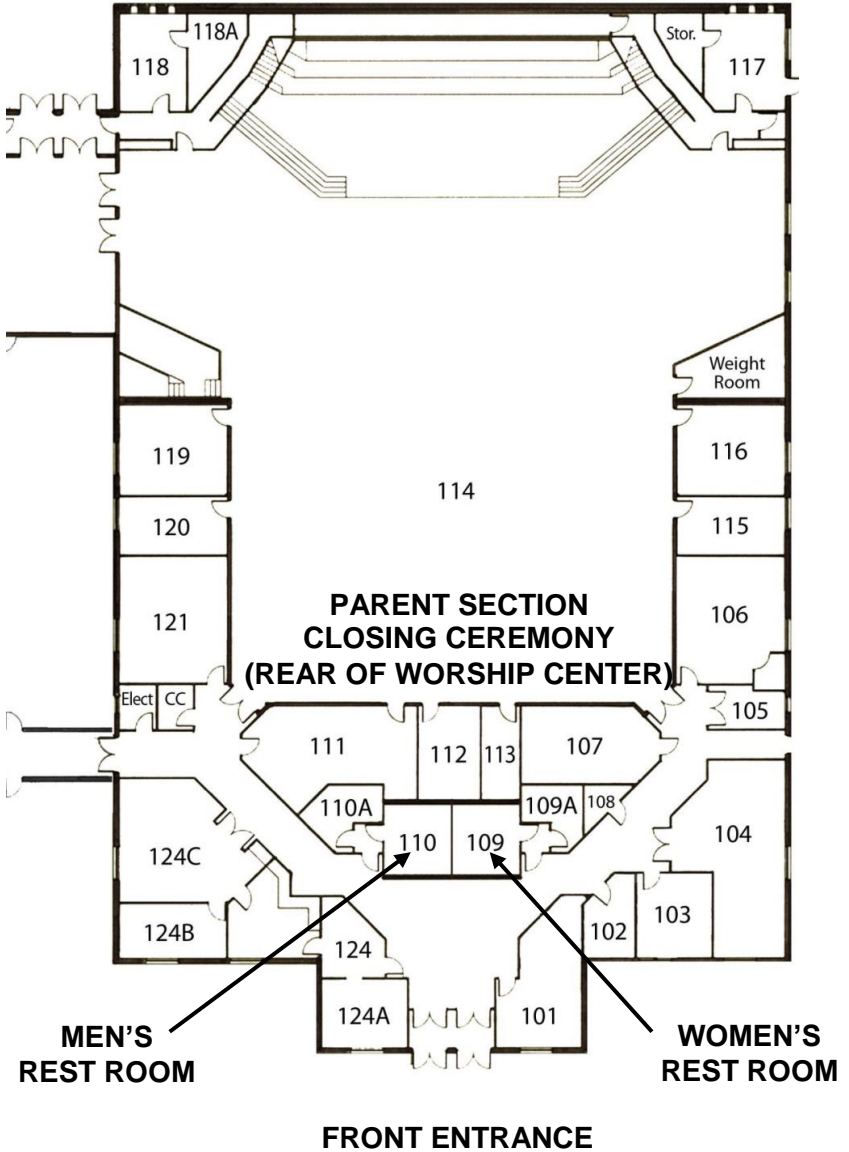 118A
Stor.
118
117
Weight
Room
119
116
114
120
115
PARENT SECTION
CLOSING CEREMONY
(REAR OF WORSHIP CENTER)
121
106
Elect
CC
105
111
112
113
107
110A
109A
108
110
109
104
124C
124B
124
102
103
124A
101
MEN'S
REST ROOM
WOMEN'S
REST ROOM
FRONT ENTRANCE